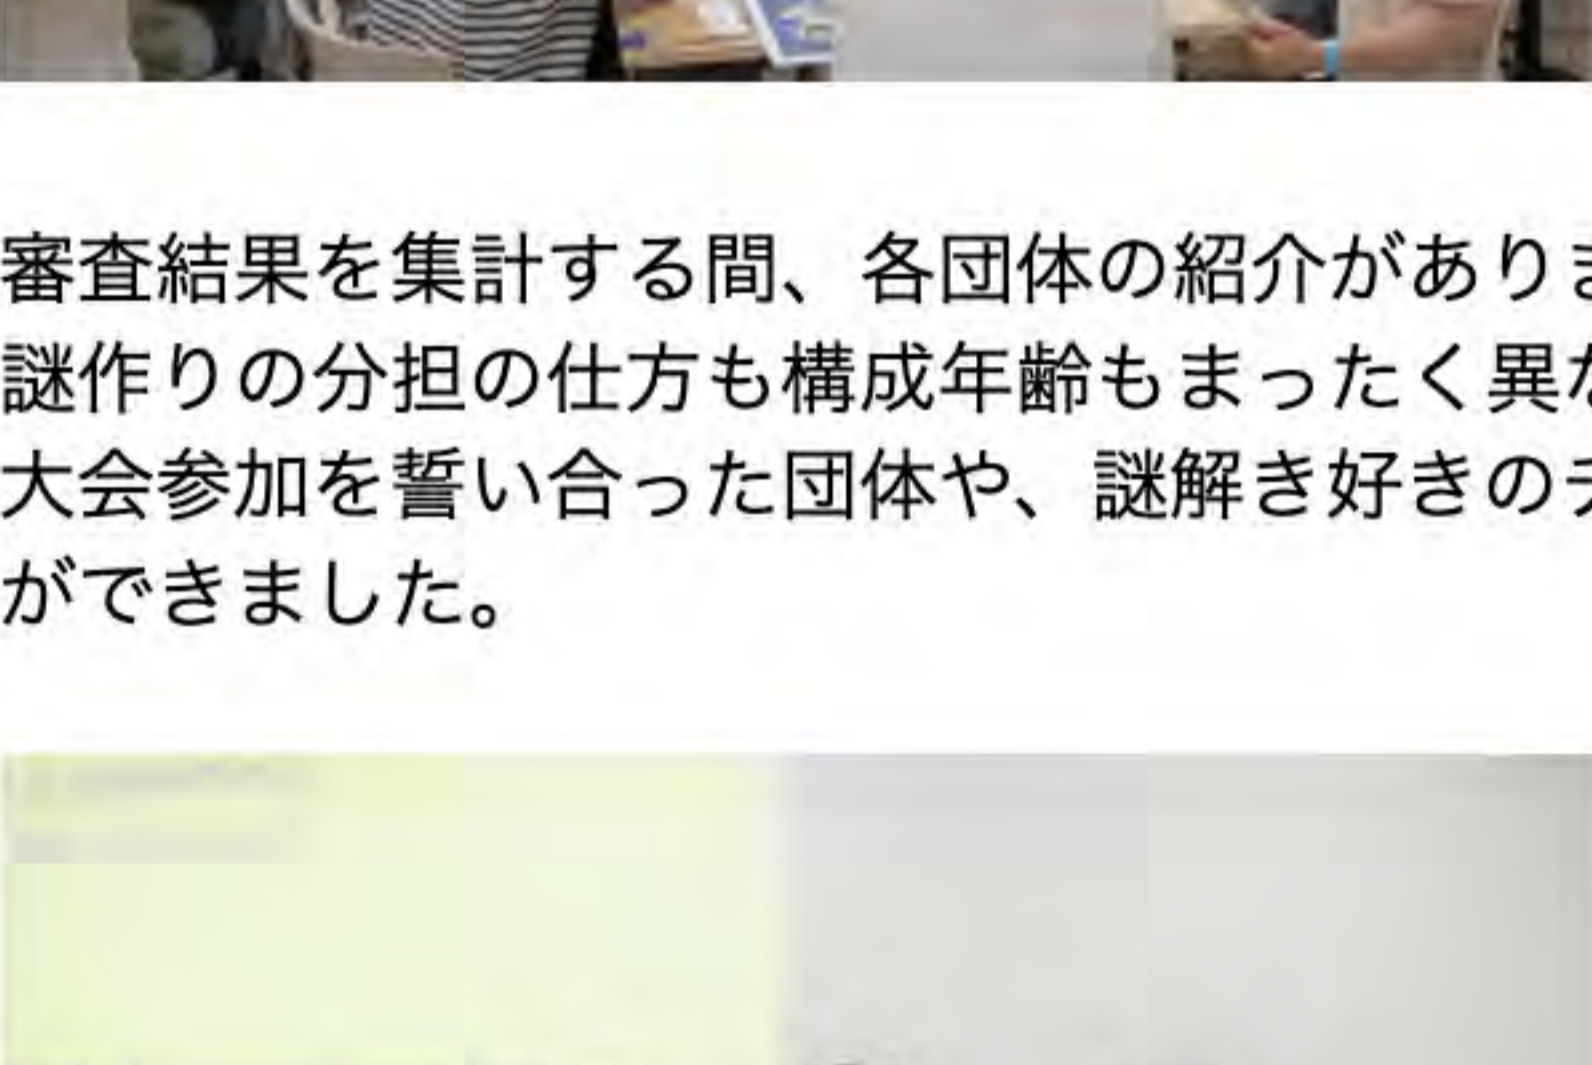 審査結果を集計する間、各団体の紹介がありま
謎作りの分担の仕方も構成年齢もまったく異な
大会参加を誓い合った団体や、謎解き好きのチ
ができました。